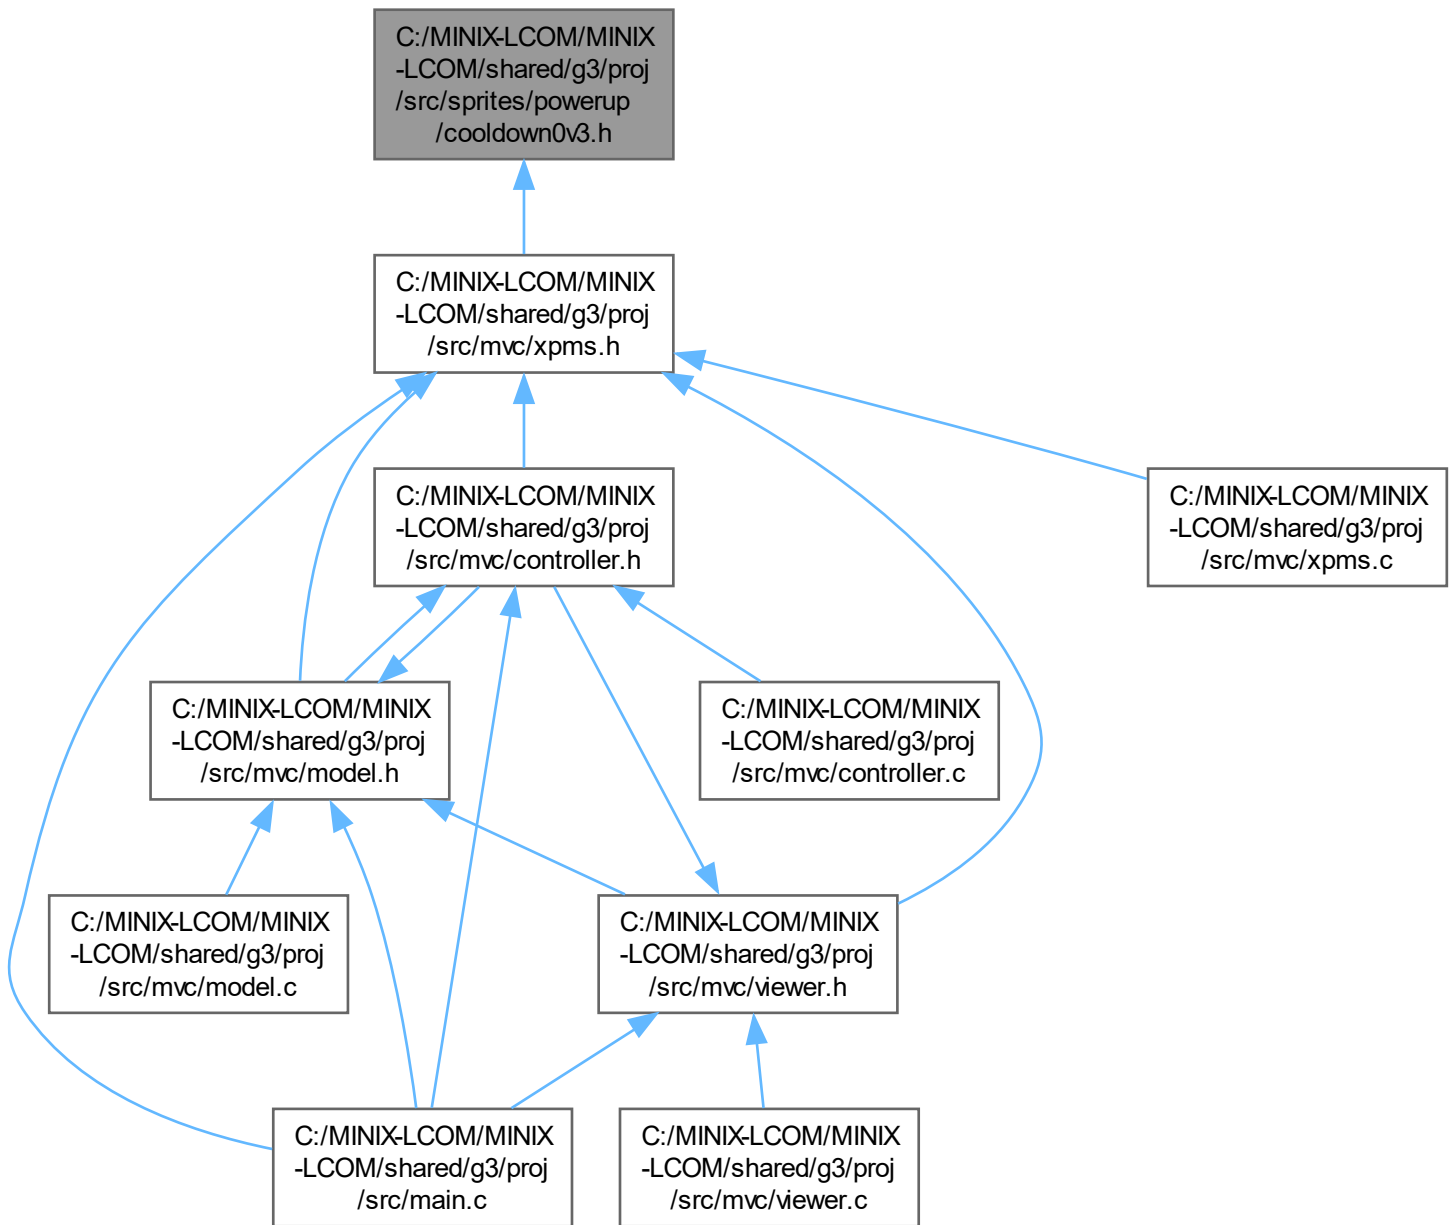 C:/MINIX-LCOM/MINIX
-LCOM/shared/g3/proj
/src/sprites/powerup
/cooldown0v3.h
C:/MINIX-LCOM/MINIX
-LCOM/shared/g3/proj
/src/mvc/xpms.h
C:/MINIX-LCOM/MINIX
-LCOM/shared/g3/proj
/src/mvc/controller.h
C:/MINIX-LCOM/MINIX
-LCOM/shared/g3/proj
/src/mvc/xpms.c
C:/MINIX-LCOM/MINIX
-LCOM/shared/g3/proj
/src/mvc/model.h
C:/MINIX-LCOM/MINIX
-LCOM/shared/g3/proj
/src/mvc/controller.c
C:/MINIX-LCOM/MINIX
-LCOM/shared/g3/proj
/src/mvc/model.c
C:/MINIX-LCOM/MINIX
-LCOM/shared/g3/proj
/src/mvc/viewer.h
C:/MINIX-LCOM/MINIX
-LCOM/shared/g3/proj
/src/main.c
C:/MINIX-LCOM/MINIX
-LCOM/shared/g3/proj
/src/mvc/viewer.c